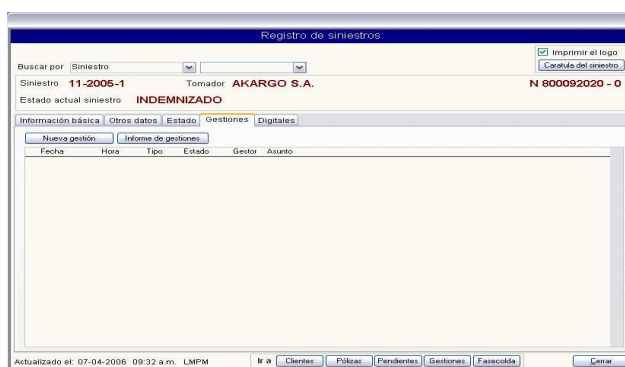 Registro de siniestros
Imprimir el logo
Buscar por Siniestro
Caratula del siniestro
Siniestro 11-2005-1 Tomador AKARGO S.A. N 800092020 - 0
Estado actual siniestro INDEMNIZADO
Información básica Otros datos Estado Gestiones Digitales
Nueva gestión Informe de gestiones
Fecha Hora Tipo Estado Gestor Asunto
Actualizado el: 07-04-2006 09:32 a.m. LMPM Ir a Clientes Pólizas Pendientes Gestiones Fasecolda Cerrar